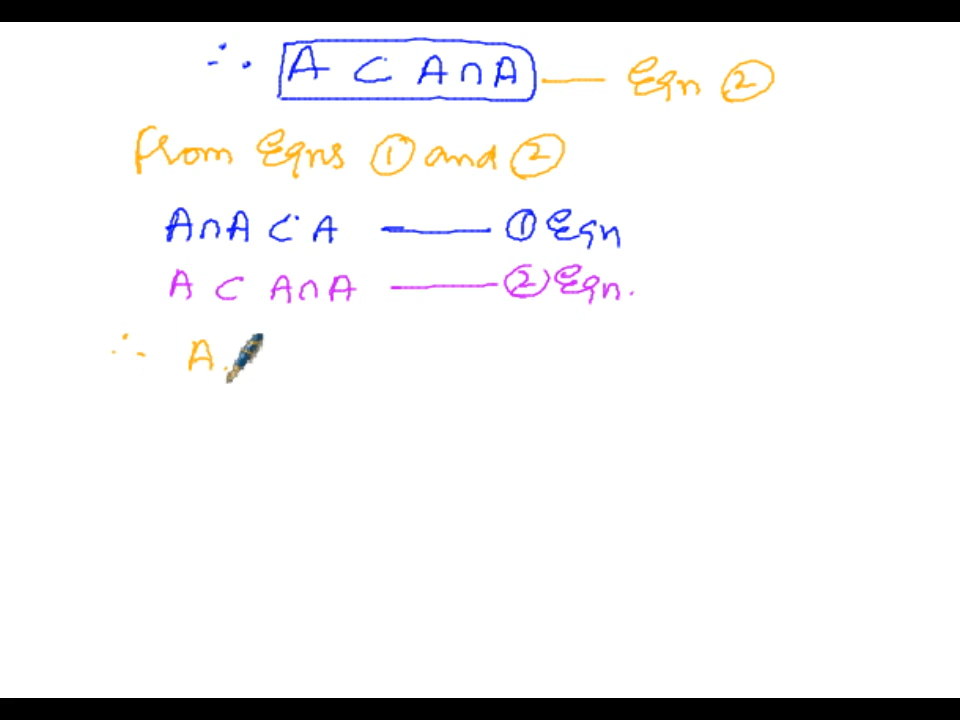 ∴ A ⊂ A∩A — Eqn ②
from Eqns ① and ②
A∩A ⊂ A — ① Eqn
A ⊂ A∩A — ② Eqn.
∴ A